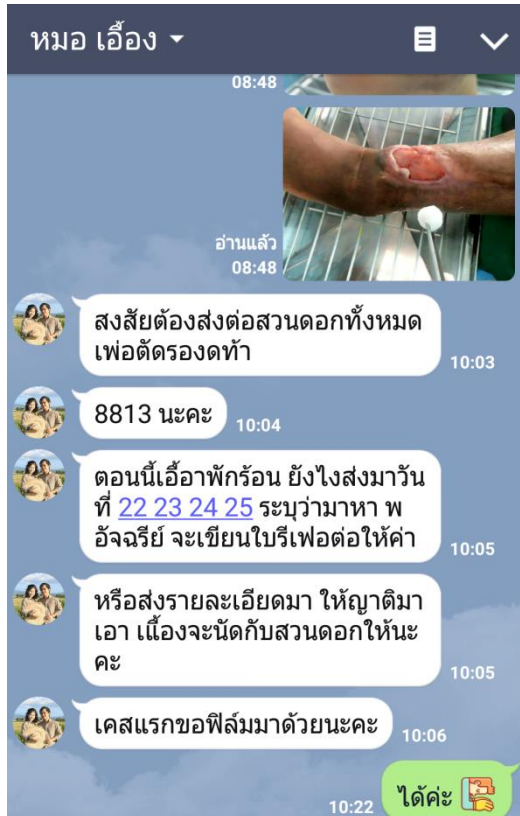 หมอ เอื้อง
08:48
อ่านแล้ว
08:48
สงสัยต้องส่งต่อสวนดอกทั้งหมด
เพ่อตัดรองดท้า
10:03
8813 นะคะ
10:04
ตอนนี้เอื้อาพักร้อน ยังไงส่งมาวัน
ที่ 22 23 24 25 ระบุว่ามาหา พ
อัจฉรีย์ จะเขียนใบรีเฟอต่อให้ค่า
10:05
หรือส่งรายละเอียดมา ให้ญาติมา
เอา เนื้องจะนัดกับสวนดอกให้นะ
คะ
10:05
เคสแรกขอฟิล์มมาด้วยนะคะ
10:06
ได้ค่ะ
10:22